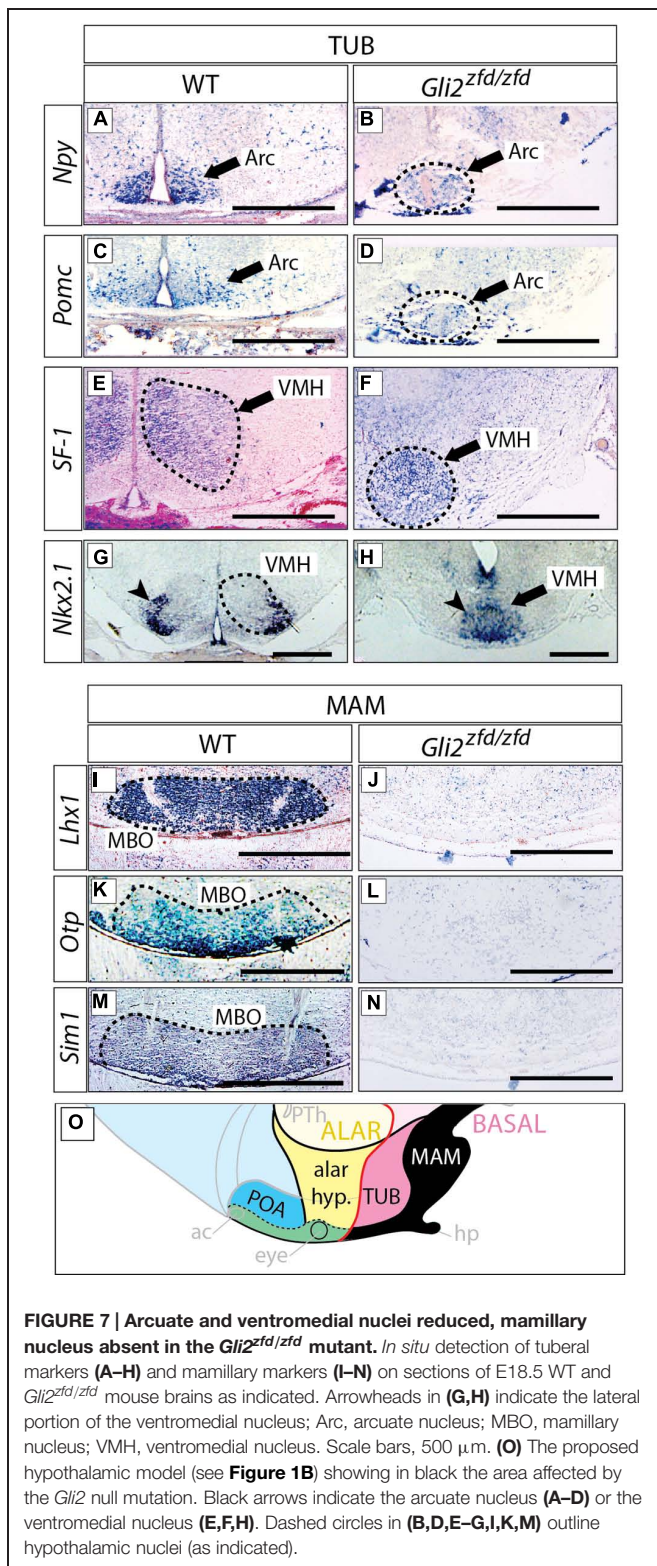 TUB
WT Gli2zfd/zfd
Npy
A Arc
B Arc
Pomc
C Arc
D Arc
SF-1
E VMH
F VMH
Nkx2.1
G VMH
H VMH
MAM
WT Gli2zfd/zfd
Lhx1
I MBO
J
Otp
K MBO
L
Sim1
M MBO
N
O PTh ALAR BASAL
alar hyp. MAM
POA TUB
ac eye hp
FIGURE 7 | Arcuate and ventromedial nuclei reduced, mamillary
nucleus absent in the Gli2zfd/zfd mutant. In situ detection of tuberal
markers (A–H) and mamillary markers (I–N) on sections of E18.5 WT and
Gli2zfd/zfd mouse brains as indicated. Arrowheads in (G,H) indicate the lateral
portion of the ventromedial nucleus; Arc, arcuate nucleus; MBO, mamillary
nucleus; VMH, ventromedial nucleus. Scale bars, 500 μm. (O) The proposed
hypothalamic model (see Figure 1B) showing in black the area affected by
the Gli2 null mutation. Black arrows indicate the arcuate nucleus (A–D) or the
ventromedial nucleus (E,F,H). Dashed circles in (B,D,E–G,I,K,M) outline
hypothalamic nuclei (as indicated).